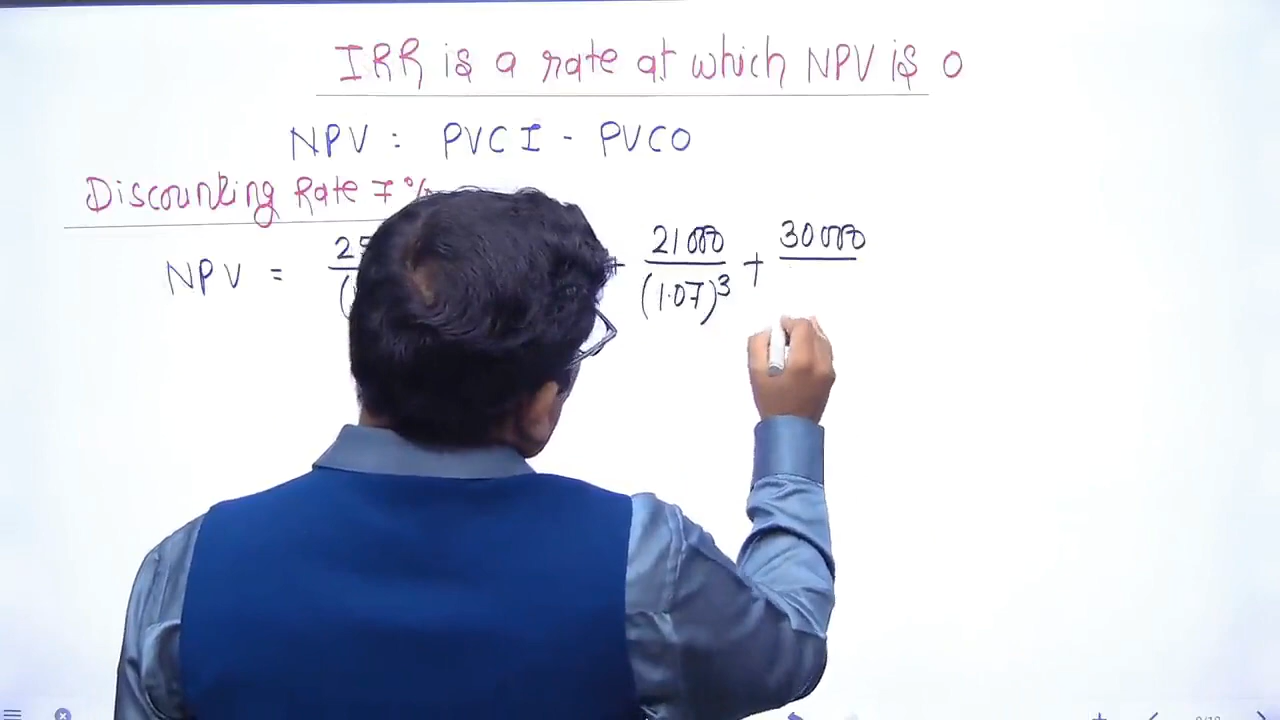 IRR is a rate at which NPV is 0
NPV : PVCI - PVCO
Discounting Rate 7%
NPV = 25 + 21000/(1.07)³ + 30000